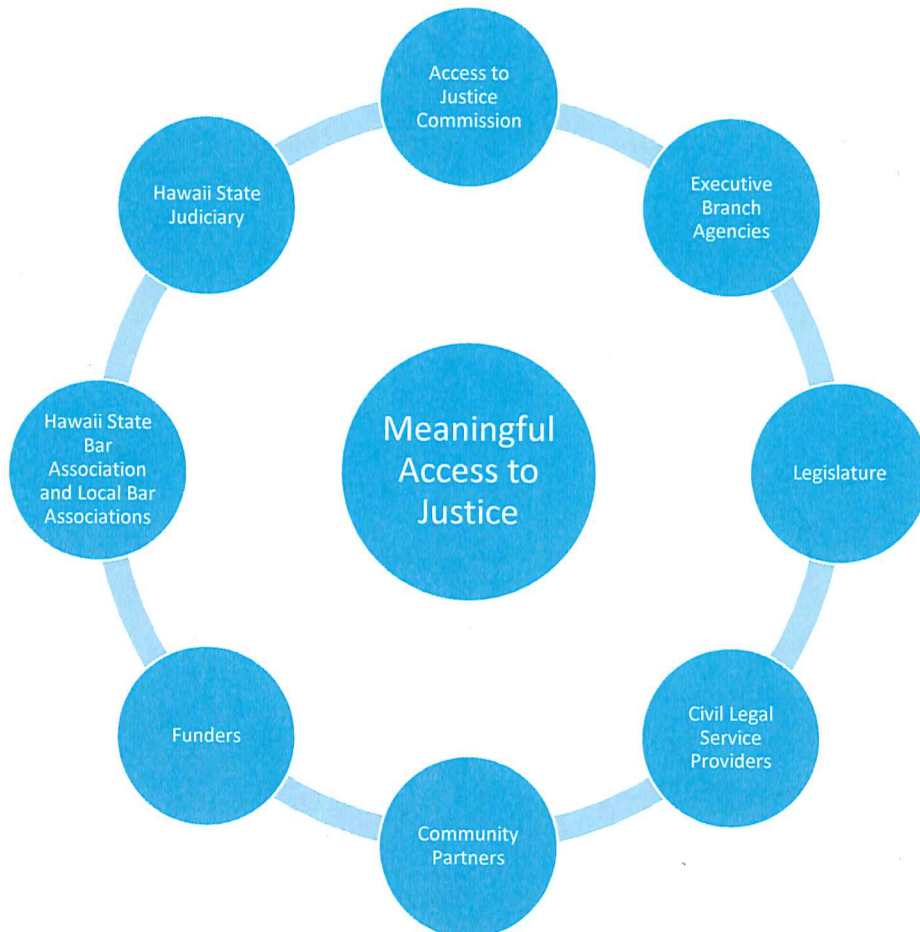 Access to
Justice
Commission
Executive
Branch
Agencies
Legislature
Civil Legal
Service
Providers
Community
Partners
Funders
Hawaii State
Bar
Association
and Local Bar
Associations
Hawaii State
Judiciary
Meaningful
Access to
Justice